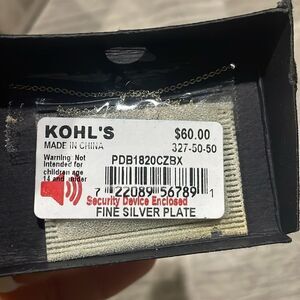 KOHL'S
$60.00
MADE IN CHINA
327-50-50
Warning Not
Intended for
children age
14 and under
PDB1820CZBX
7 22089 56789 1
Security Device Enclosed
FINE SILVER PLATE